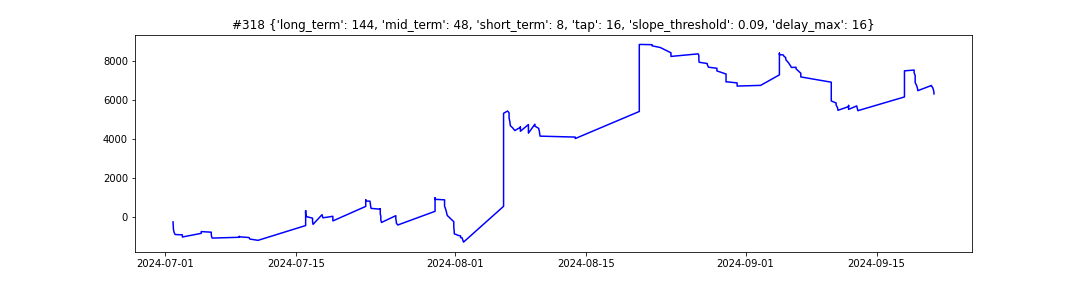 #318 {'long_term': 144, 'mid_term': 48, 'short_term': 8, 'tap': 16, 'slope_threshold': 0.09, 'delay_max': 16}
8000
6000
4000
2000
0
2024-07-01 2024-07-15 2024-08-01 2024-08-15 2024-09-01 2024-09-15